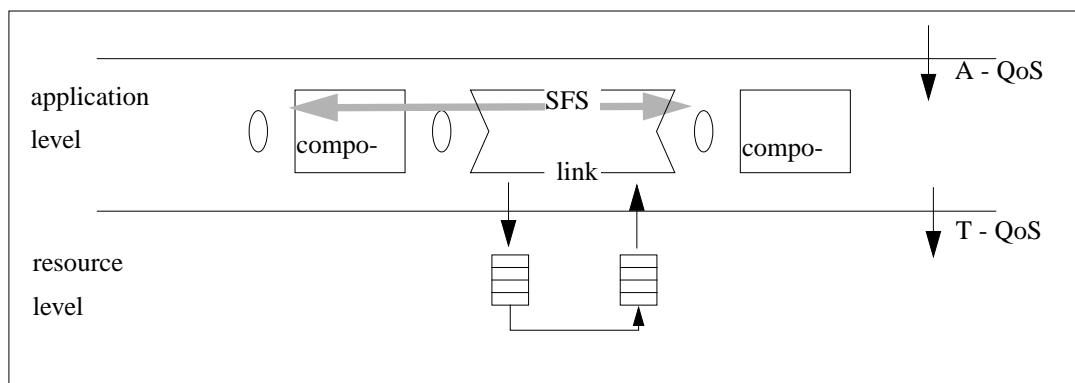 A - QoS
application
level
SFS
compo-
compo-
link
T - QoS
resource
level